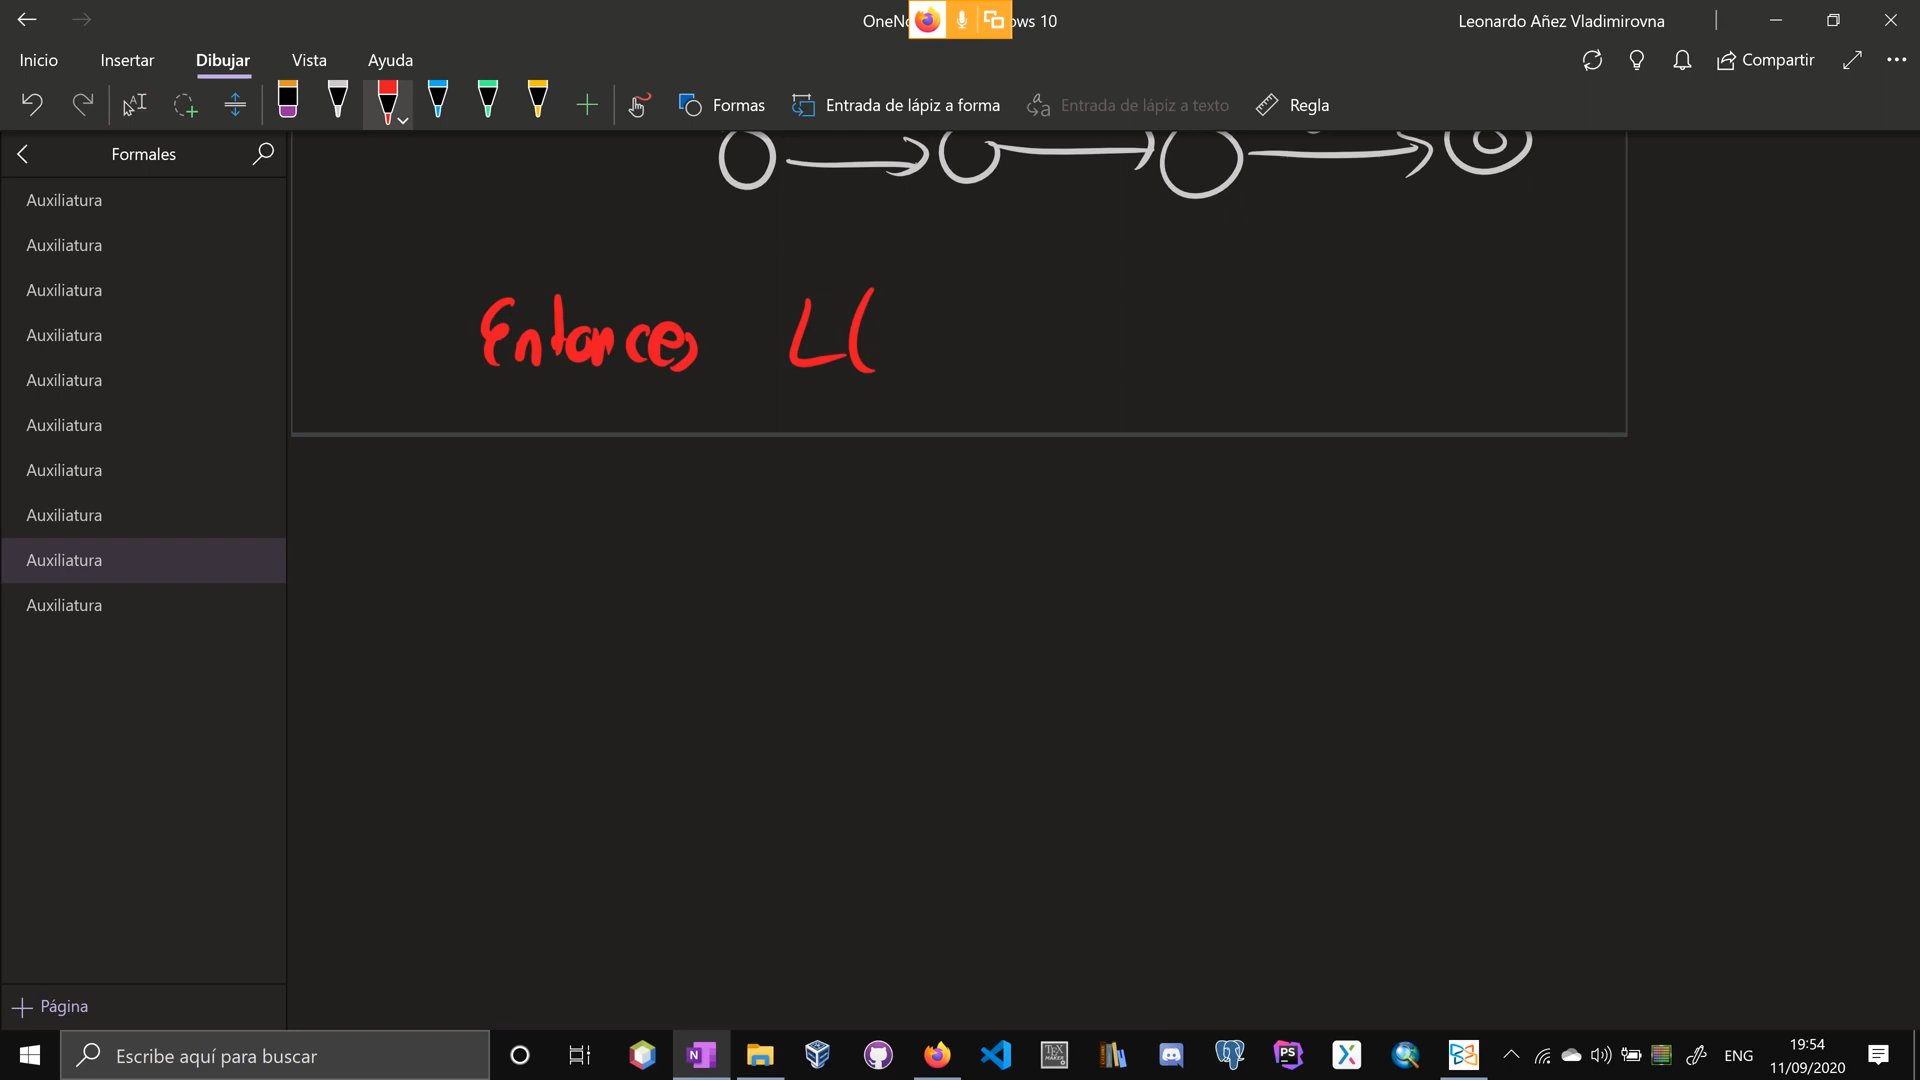 OneNo
ows 10
Leonardo Añez Vladimirovna
Inicio
Insertar
Dibujar
Vista
Ayuda
Compartir
Formas
Entrada de lápiz a forma
Entrada de lápiz a texto
Regla
Formales
Auxiliatura
Auxiliatura
Auxiliatura
Auxiliatura
Auxiliatura
Auxiliatura
Auxiliatura
Auxiliatura
Auxiliatura
Auxiliatura
Entonces L(
Página
Escribe aquí para buscar
ENG
19:54
11/09/2020